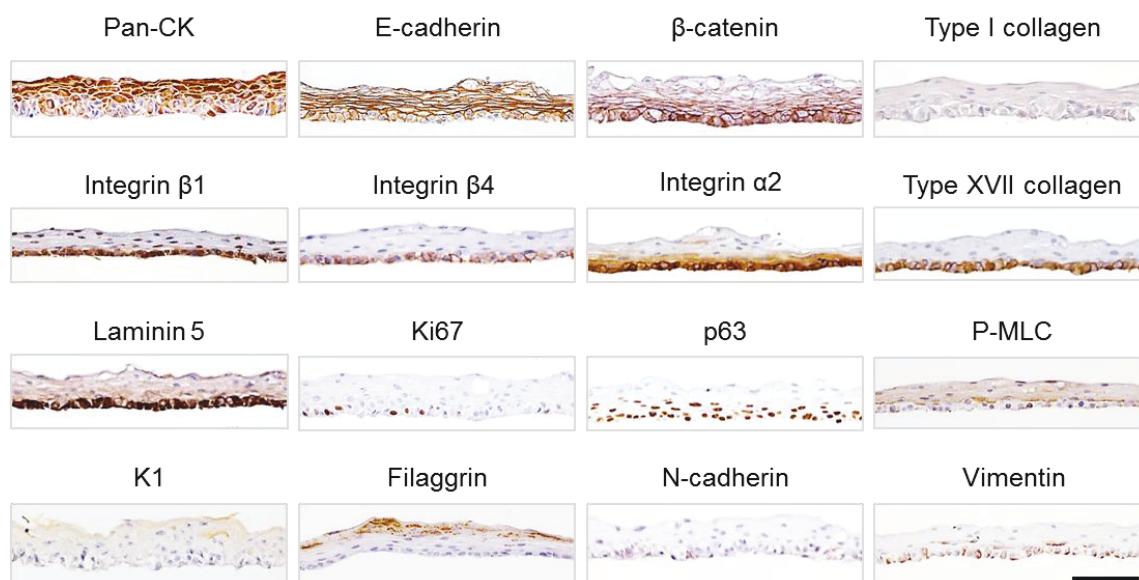 Pan-CK E-cadherin β-catenin Type I collagen
Integrin β1 Integrin β4 Integrin α2 Type XVII collagen
Laminin 5 Ki67 p63 P-MLC
K1 Filaggrin N-cadherin Vimentin